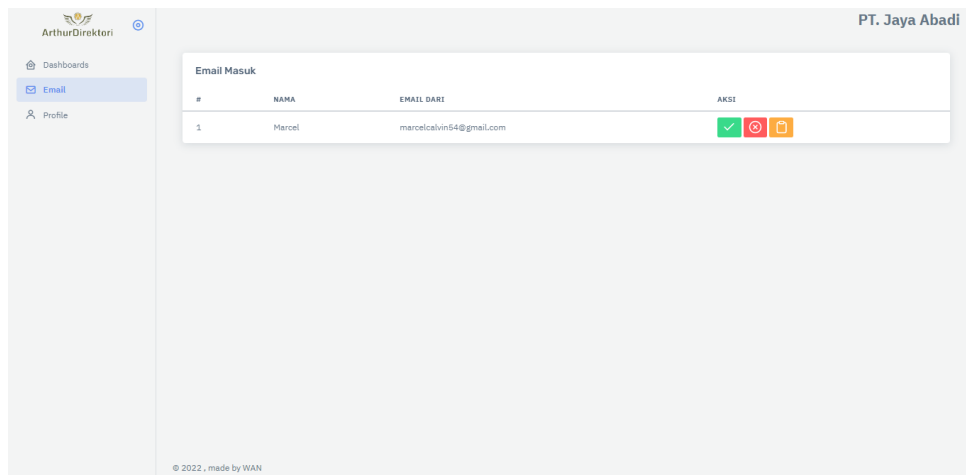 ArthurDirektori
PT. Jaya Abadi
Dashboards
Email
Profile
Email Masuk
# NAMA EMAIL DARI AKSI
1 Marcel marcelcalvin54@gmail.com
© 2022 , made by WAN